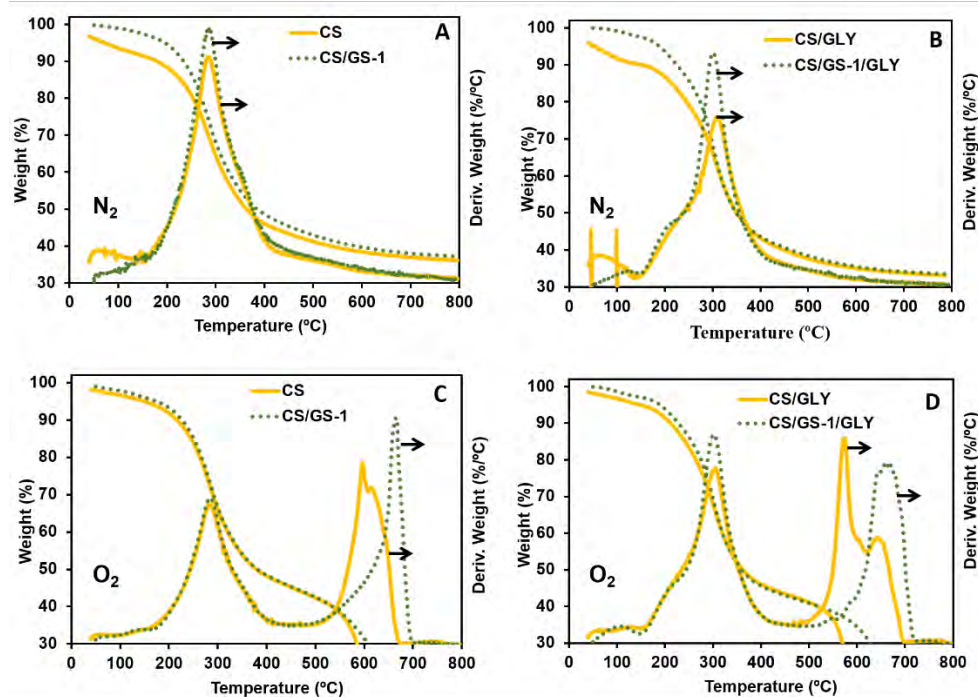 A
CS
CS/GS-1
Weight (%)
Deriv. Weight (%/ºC)
100
90
80
70
60
50
40
30
N2
0 100 200 300 400 500 600 700 800
Temperature (ºC)
B
CS/GLY
CS/GS-1/GLY
Weight (%)
Deriv. Weight (%/ºC)
100
90
80
70
60
50
40
30
N2
0 100 200 300 400 500 600 700 800
Temperature (ºC)
C
CS
CS/GS-1
Weight (%)
Deriv. Weight (%/ºC)
100
90
80
70
60
50
40
30
O2
0 100 200 300 400 500 600 700 800
Temperature (ºC)
D
CS/GLY
CS/GS-1/GLY
Weight (%)
Deriv. Weight (%/ºC)
100
90
80
70
60
50
40
30
O2
0 100 200 300 400 500 600 700 800
Temperature (ºC)